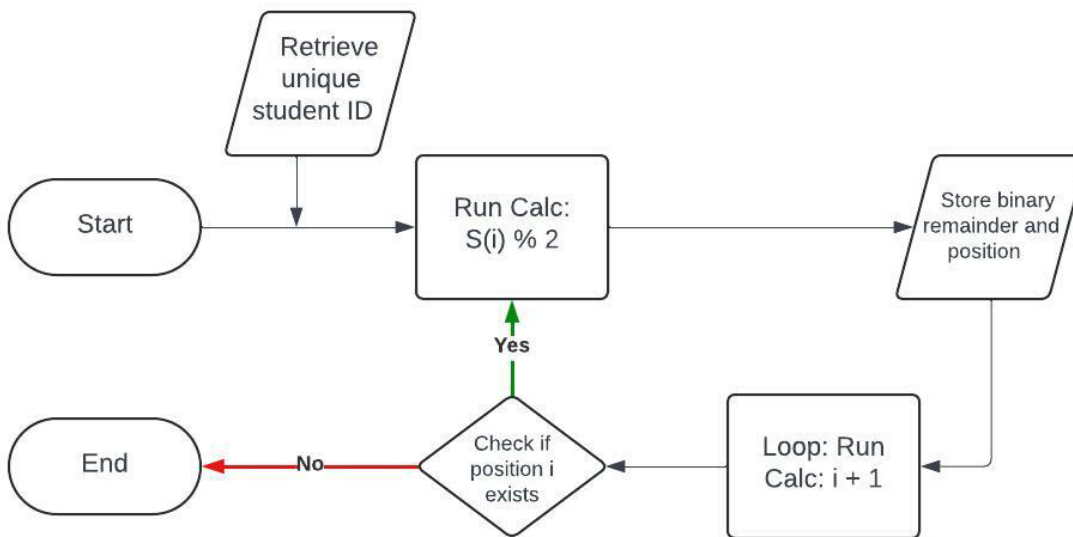 Retrieve
unique
student ID
Start
Run Calc:
S(i) % 2
Store binary
remainder and
position
Yes
End
No
Check if
position i
exists
Loop: Run
Calc: i + 1